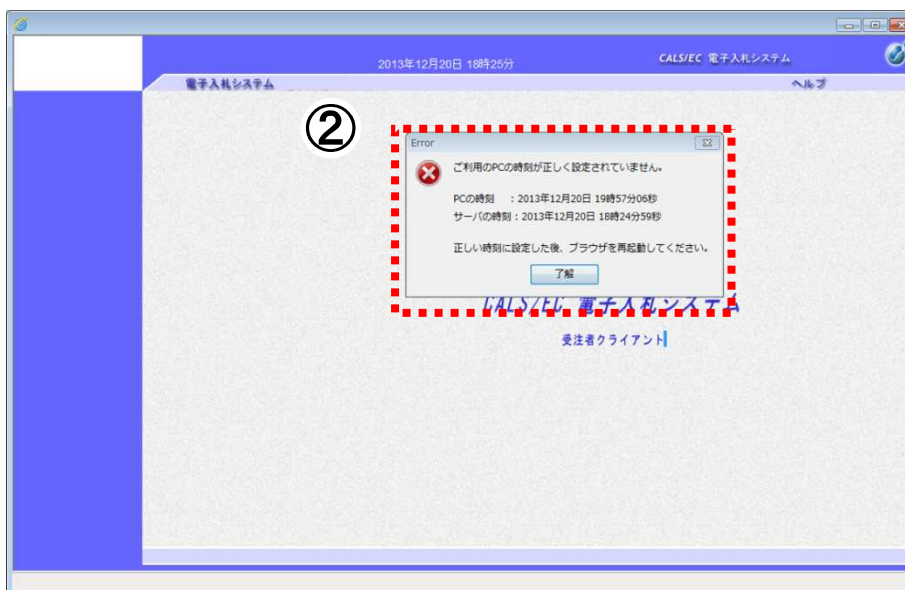 2013年12月20日 18時25分
CALS/EC 電子入札システム
電子入札システム
ヘルプ
②
Error
ご利用のPCの時刻が正しく設定されていません。
PCの時刻 ：2013年12月20日 19時57分06秒
サーバの時刻：2013年12月20日 18時24分59秒
正しい時刻に設定した後、ブラウザを再起動してください。
了解
CALS/EC 電子入札システム
受注者クライアント